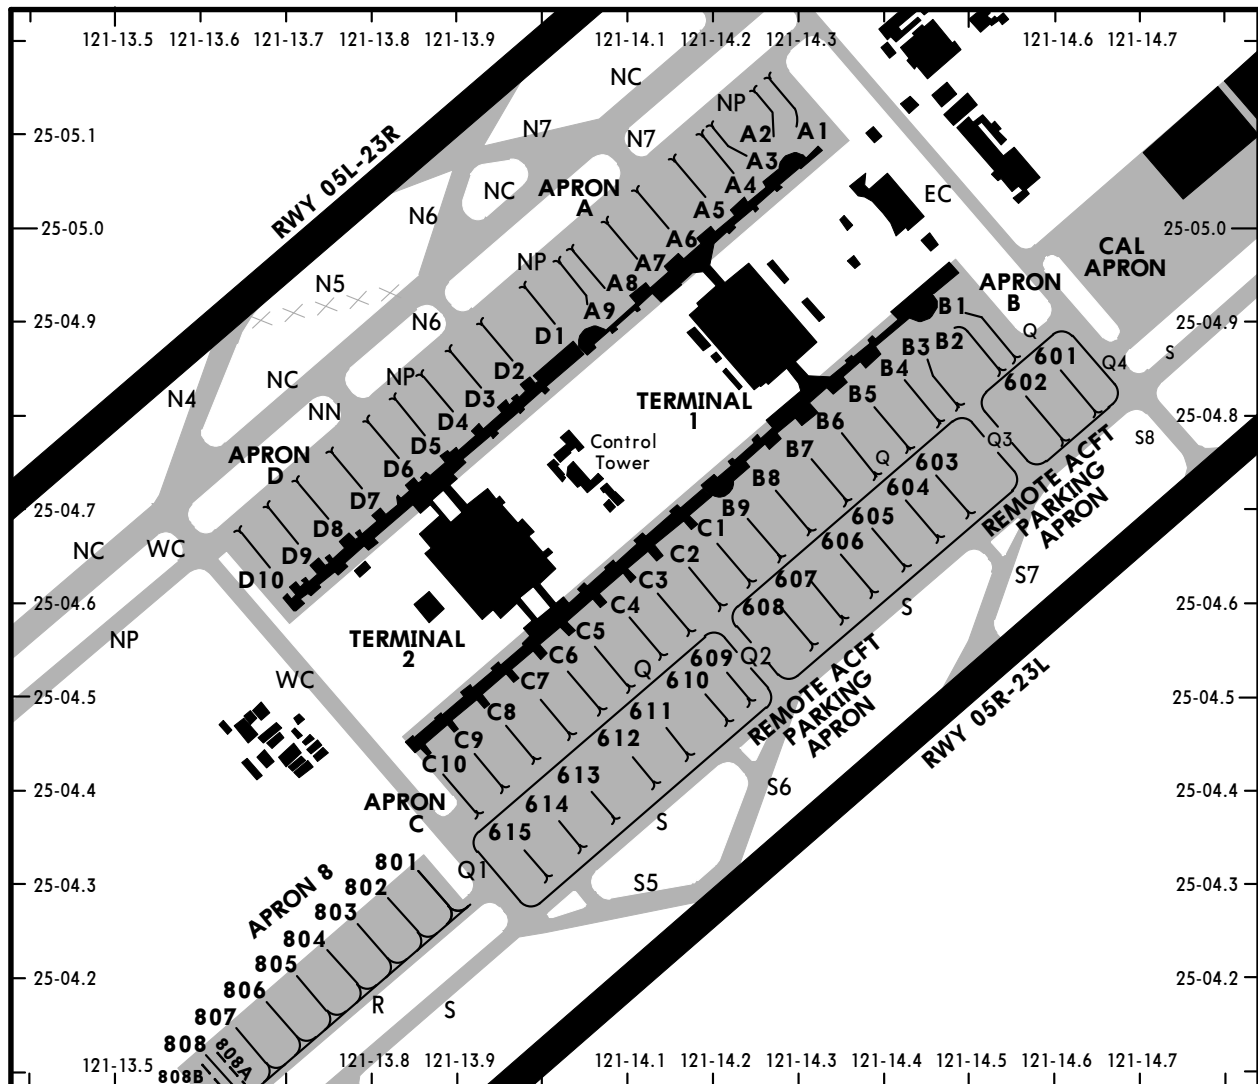 121-13.5
121-13.6
121-13.7
121-13.8
121-13.9
121-14.1
121-14.2
121-14.3
121-14.6
121-14.7
NC
NP
A2
A1
25-05.1
N7
N7
RWY 05L-23R
A3
A4
NC
APRON
A
EC
N6
A5
25-05.0
25-05.0
A6
CAL
APRON
NP
A7
N5
A8
APRON
B
A9
B1
25-04.9
N6
D1
Q
25-04.9
B2
B3
601
S
Q4
D2
B4
602
NC
NP
N4
D3
B5
TERMINAL
1
NN
D4
B6
25-04.8
25-04.8
D5
Control
Tower
B7
Q
Q3
S8
APRON
D
D6
603
B8
604
D7
B9
REMOTE ACFT
PARKING
APRON
25-04.7
25-04.7
D8
C1
605
NC
WC
D9
C2
606
D10
C3
607
S7
25-04.6
C4
608
S
25-04.6
NP
TERMINAL
2
C5
C6
609
Q2
Q
610
WC
C7
REMOTE ACFT
PARKING
APRON
25-04.5
25-04.5
C8
611
RWY 05R-23L
C9
612
C10
613
S6
25-04.4
25-04.4
APRON
C
614
S
615
801
Q1
25-04.3
802
S5
25-04.3
APRON 8
803
804
805
25-04.2
25-04.2
806
R
S
807
808
808A
808B
121-13.5
121-13.8
121-13.9
121-14.1
121-14.2
121-14.3
121-14.5
121-14.6
121-14.7